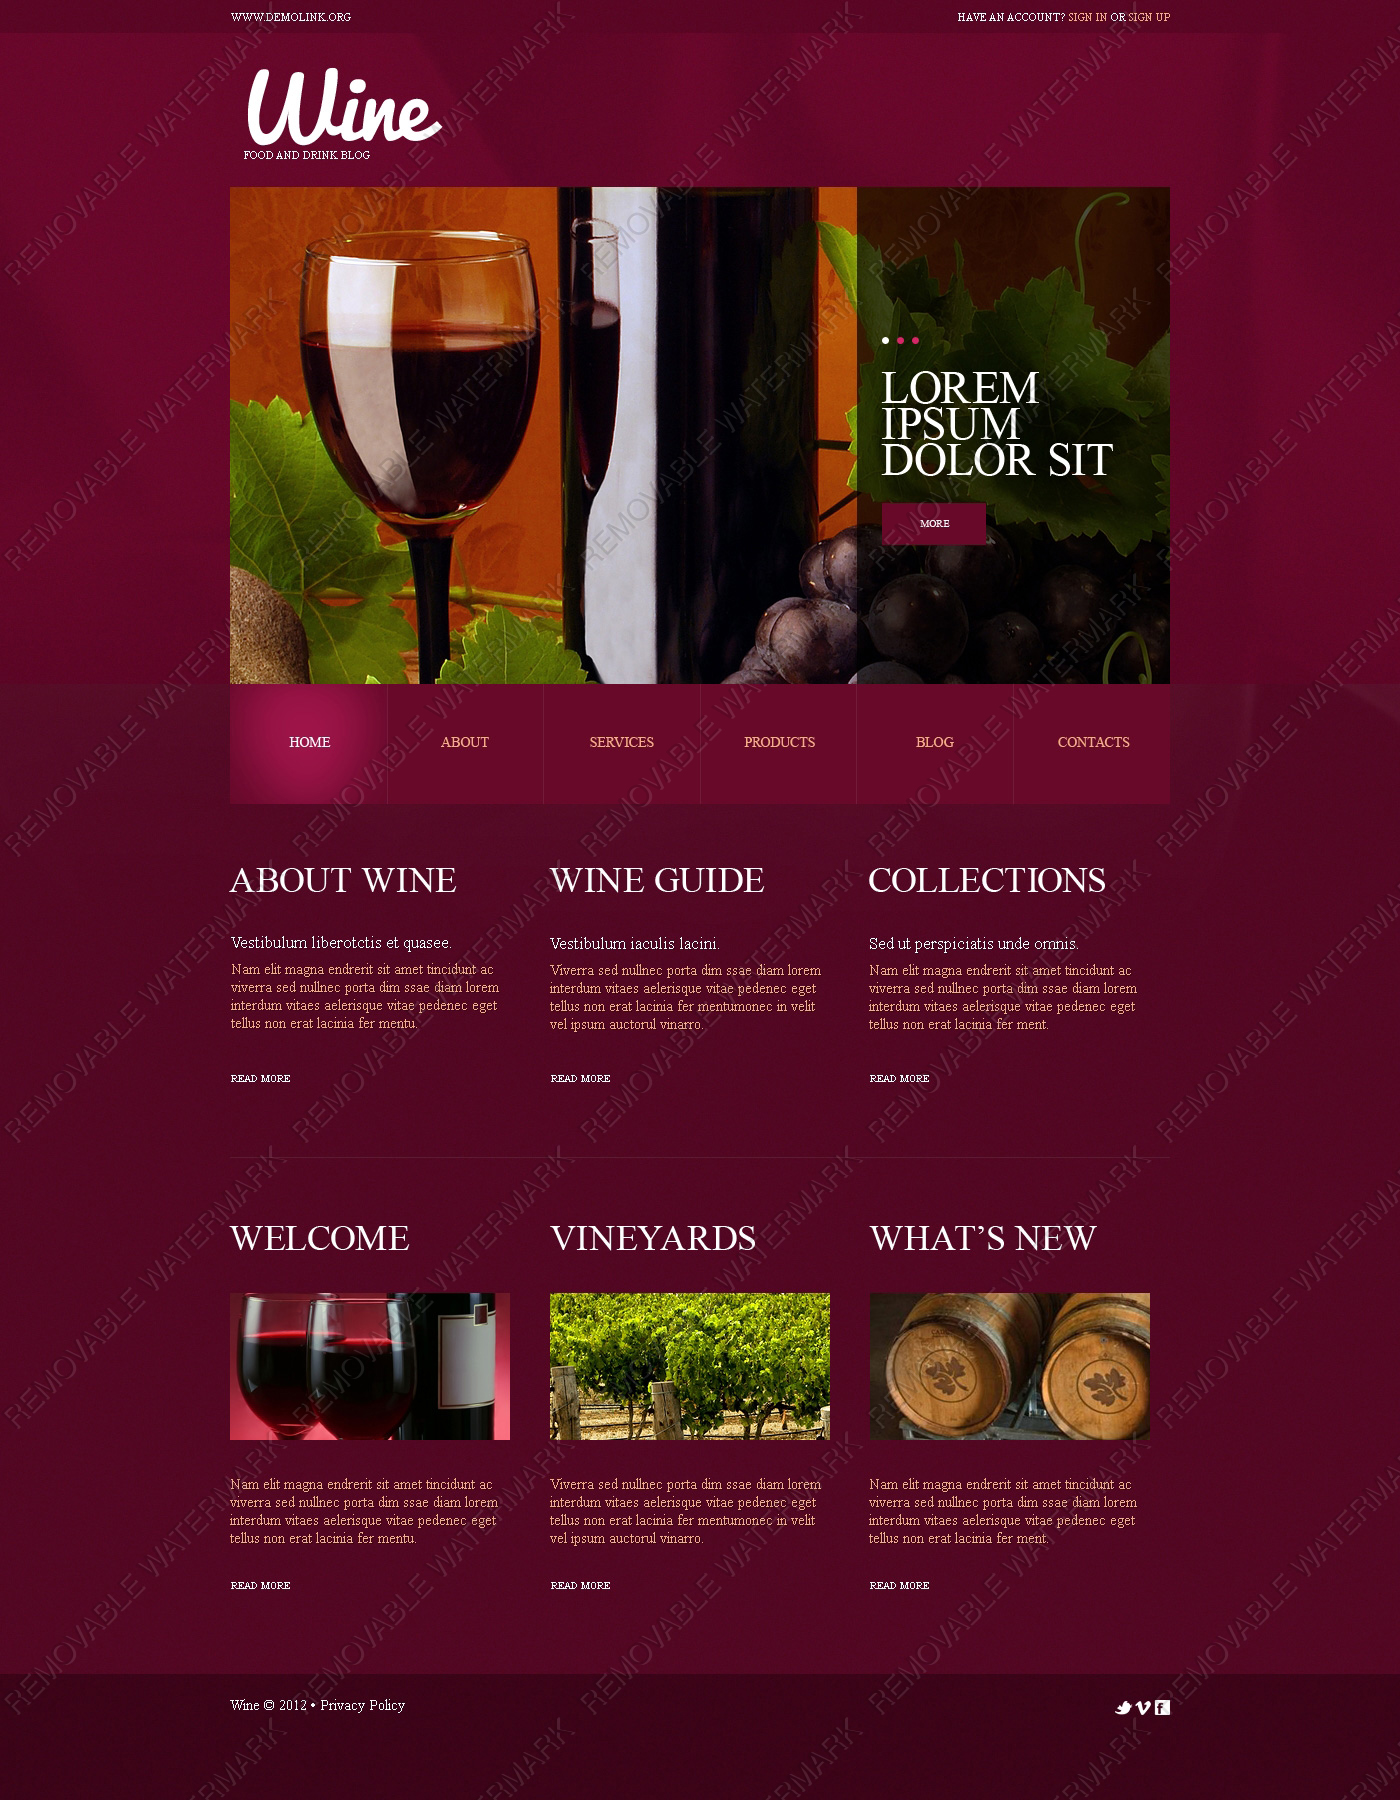 WWW.DEMOLINK.ORG
HAVE AN ACCOUNT? SIGN IN OR SIGN UP
Wine
FOOD AND DRINK BLOG
LOREM
IPSUM
DOLOR SIT
MORE
HOME
ABOUT
SERVICES
PRODUCTS
BLOG
CONTACTS
ABOUT WINE
Vestibulum liberotctis et quasee.
Nam elit magna endrerit sit amet tincidunt ac
viverra sed nullnec porta dim ssae diam lorem
interdum vitaes aelerisque vitae pedenec eget
tellus non erat lacinia fer mentu.
READ MORE
WINE GUIDE
Vestibulum iaculis lacini.
Viverra sed nullnec porta dim ssae diam lorem
interdum vitaes aelerisque vitae pedenec eget
tellus non erat lacinia fer mentumonec in velit
vel ipsum auctorul vinarro.
READ MORE
COLLECTIONS
Sed ut perspiciatis unde omnis.
Nam elit magna endrerit sit amet tincidunt ac
viverra sed nullnec porta dim ssae diam lorem
interdum vitaes aelerisque vitae pedenec eget
tellus non erat lacinia fer ment.
READ MORE
WELCOME
Nam elit magna endrerit sit amet tincidunt ac
viverra sed nullnec porta dim ssae diam lorem
interdum vitaes aelerisque vitae pedenec eget
tellus non erat lacinia fer mentu.
READ MORE
VINEYARDS
Viverra sed nullnec porta dim ssae diam lorem
interdum vitaes aelerisque vitae pedenec eget
tellus non erat lacinia fer mentumonec in velit
vel ipsum auctorul vinarro.
READ MORE
WHAT’S NEW
Nam elit magna endrerit sit amet tincidunt ac
viverra sed nullnec porta dim ssae diam lorem
interdum vitaes aelerisque vitae pedenec eget
tellus non erat lacinia fer ment.
READ MORE
Wine © 2012 • Privacy Policy
REMOVABLE WATERMARK